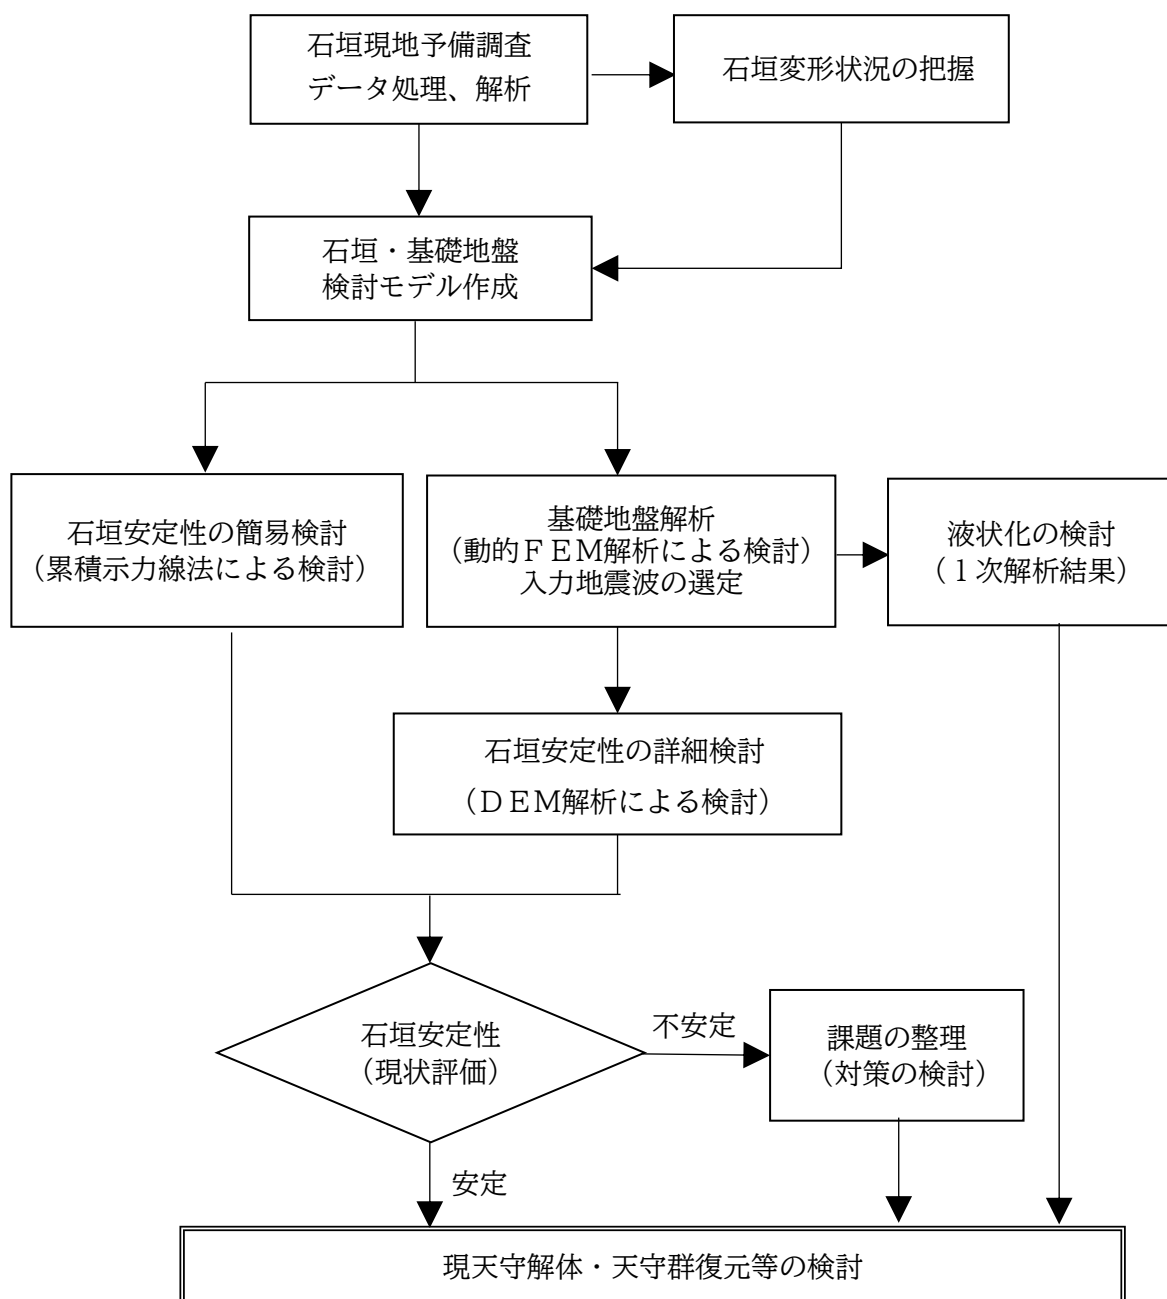 石垣現地予備調査
データ処理、解析
石垣変形状況の把握
石垣・基礎地盤
検討モデル作成
石垣安定性の簡易検討
（累積示力線法による検討）
基礎地盤解析
（動的ＦＥＭ解析による検討）
入力地震波の選定
液状化の検討
（１次解析結果）
石垣安定性の詳細検討
（ＤＥＭ解析による検討）
石垣安定性
（現状評価）
不安定
課題の整理
（対策の検討）
安定
現天守解体・天守群復元等の検討